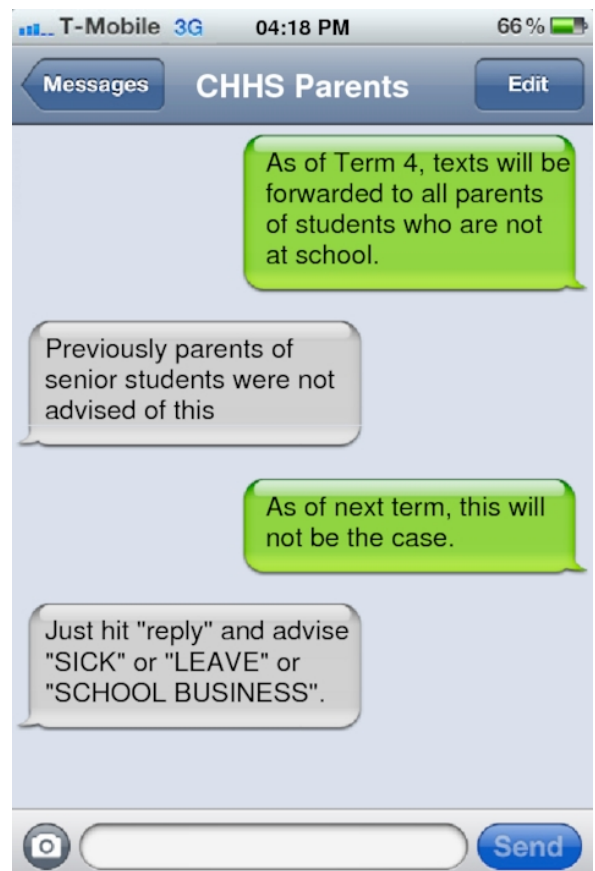 T-Mobile 3G 04:18 PM 66%
Messages CHHS Parents Edit
As of Term 4, texts will be
forwarded to all parents
of students who are not
at school.
Previously parents of
senior students were not
advised of this
As of next term, this will
not be the case.
Just hit "reply" and advise
"SICK" or "LEAVE" or
"SCHOOL BUSINESS".
Send